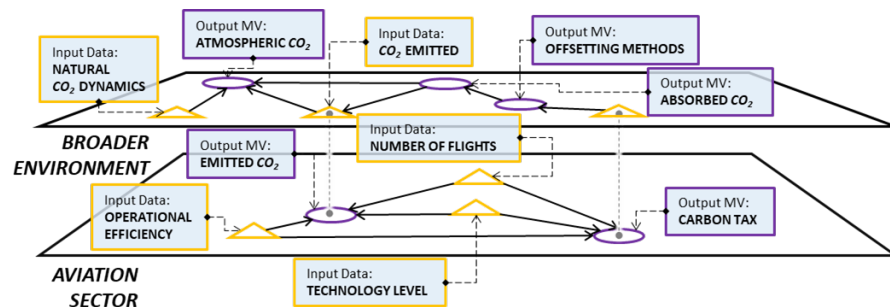 Output MV:
ATMOSPHERIC CO₂
Input Data:
CO₂ EMITTED
Output MV:
OFFSETTING METHODS
Input Data:
NATURAL
CO₂ DYNAMICS
Output MV:
ABSORBED CO₂
BROADER
ENVIRONMENT
Input Data:
NUMBER OF FLIGHTS
Output MV:
EMITTED CO₂
Input Data:
OPERATIONAL
EFFICIENCY
Output MV:
CARBON TAX
Input Data:
TECHNOLOGY LEVEL
AVIATION
SECTOR